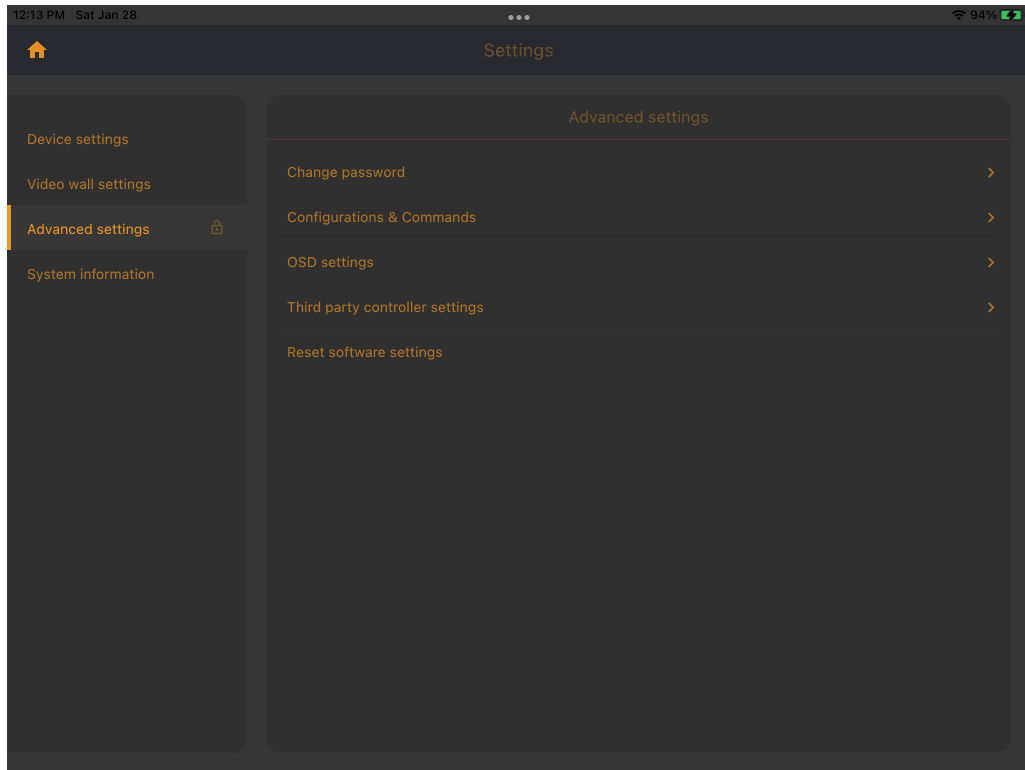 12:13 PM Sat Jan 28
94%
Settings
Device settings
Video wall settings
Advanced settings
System information
Advanced settings
Change password
Configurations & Commands
OSD settings
Third party controller settings
Reset software settings